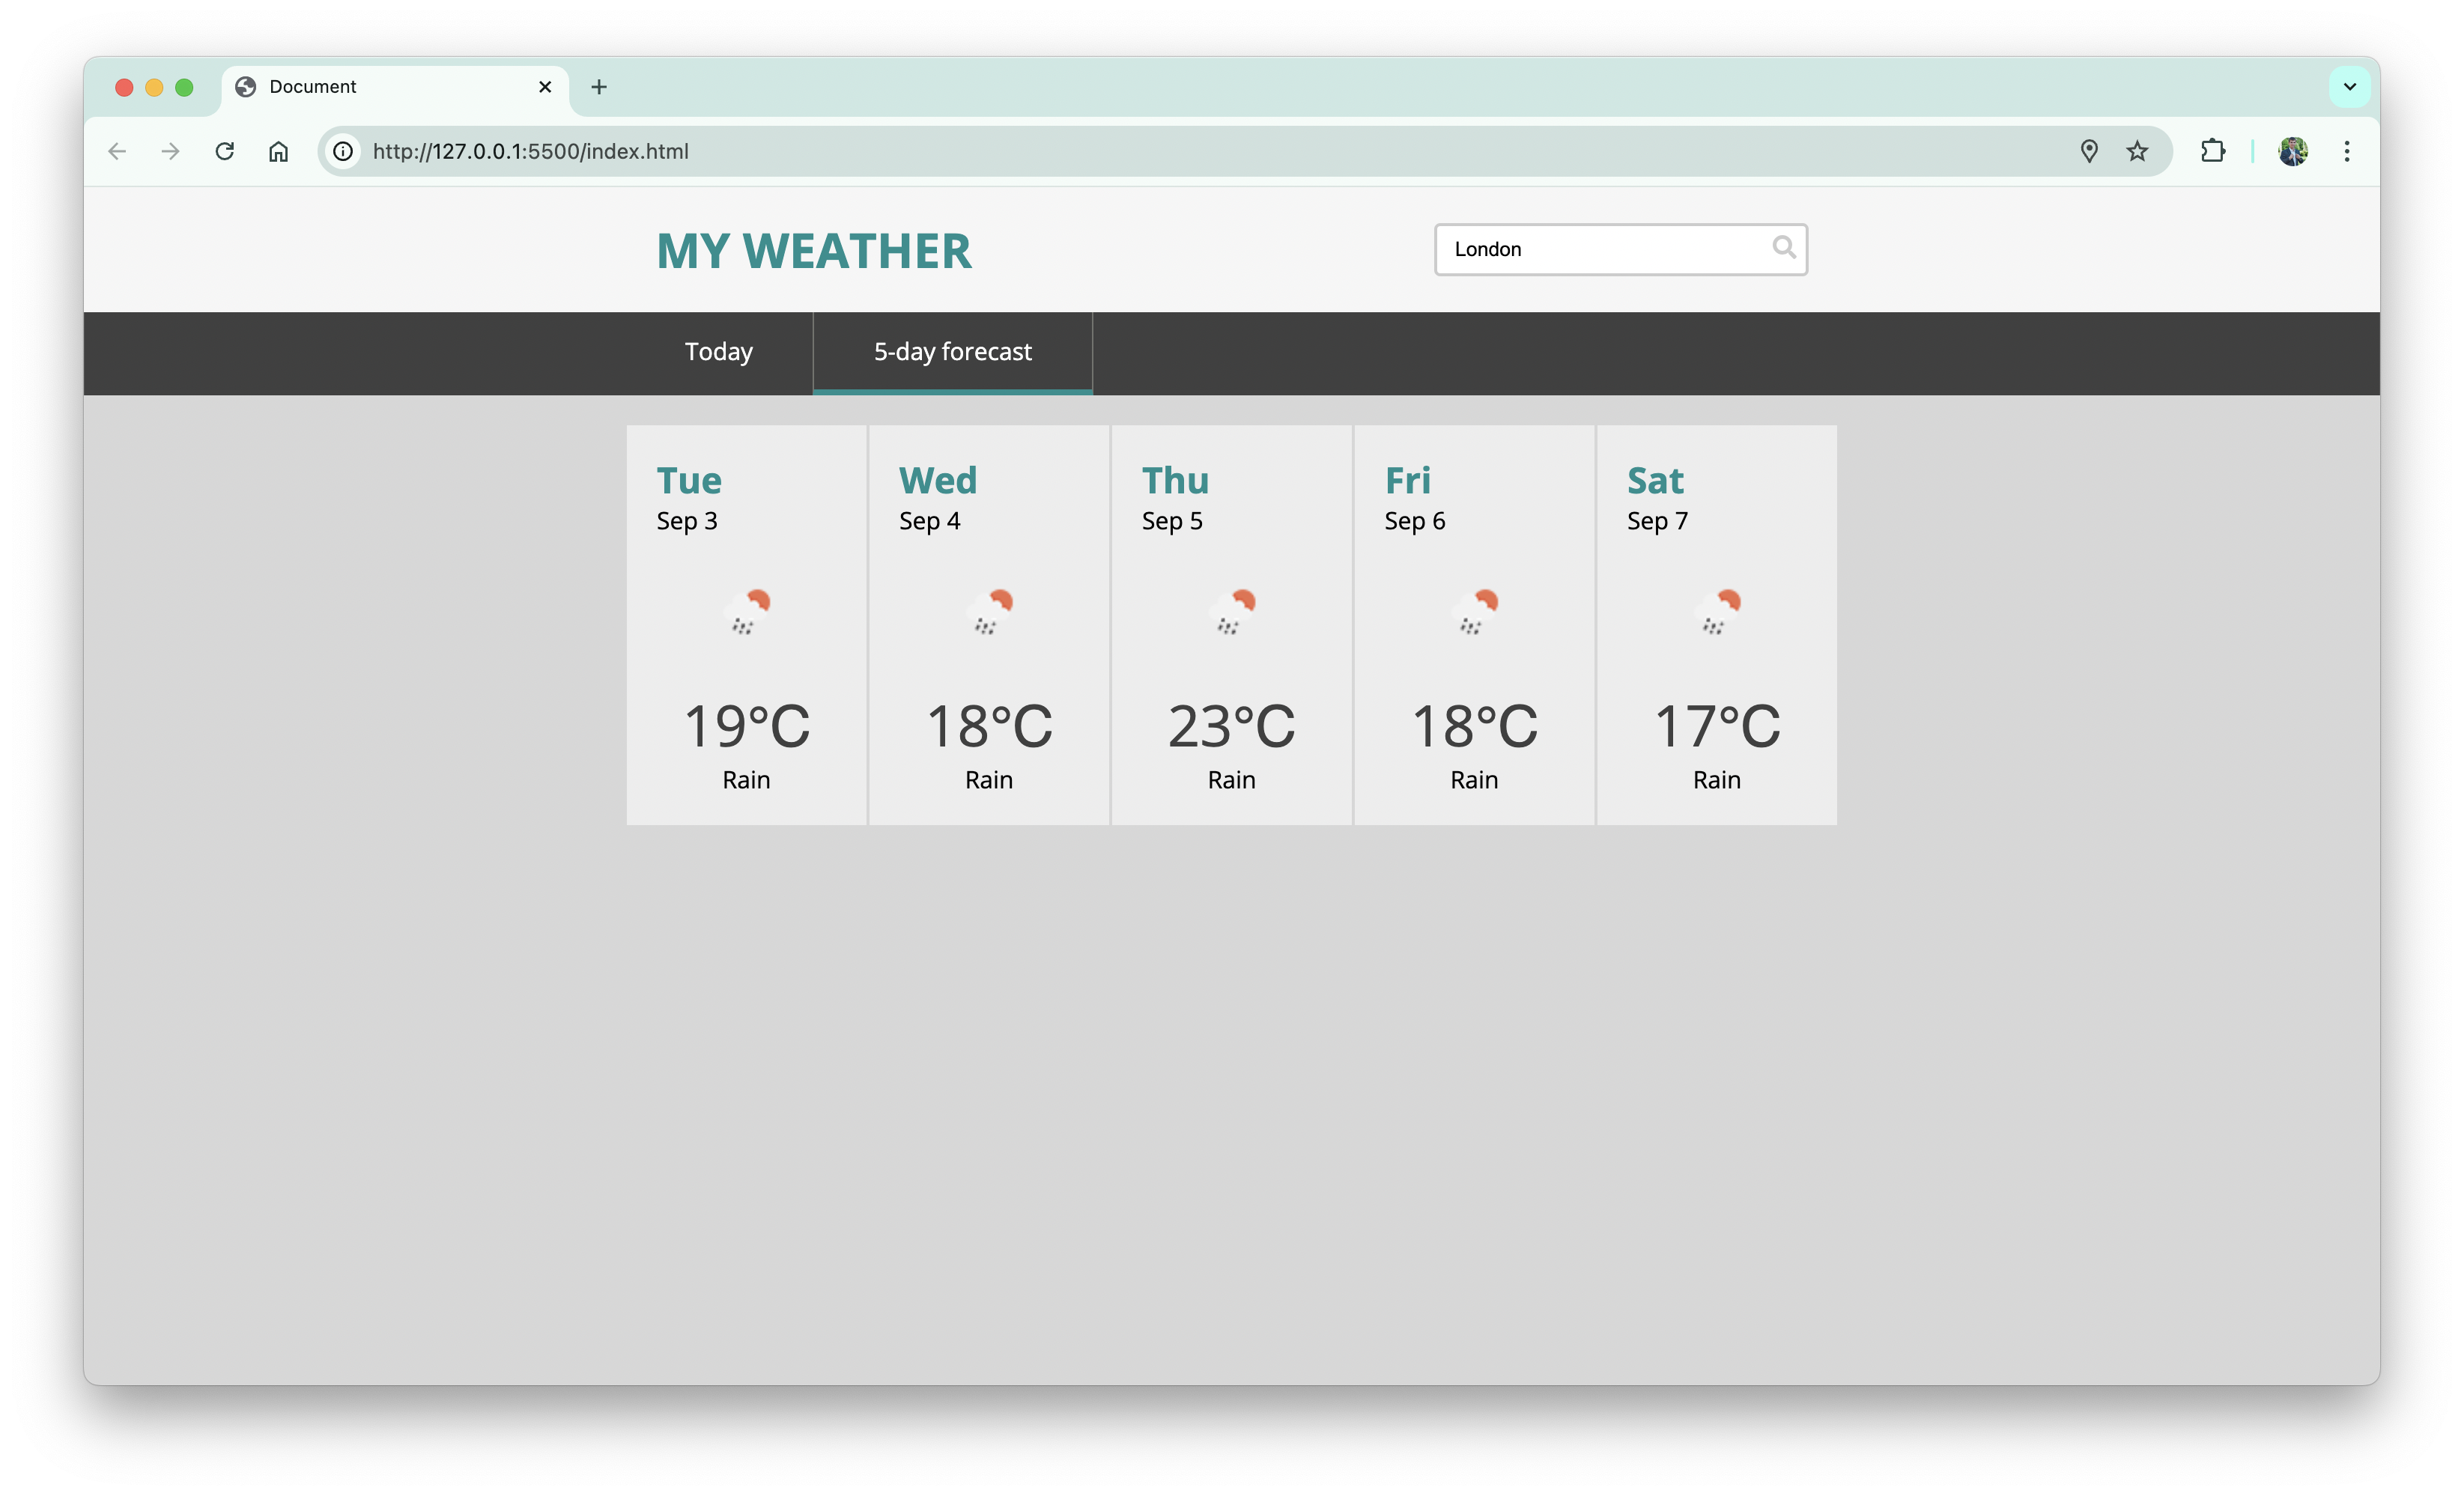 Document
http://127.0.0.1:5500/index.html
MY WEATHER
London
Today
5-day forecast
Tue
Sep 3
19°C
Rain
Wed
Sep 4
18°C
Rain
Thu
Sep 5
23°C
Rain
Fri
Sep 6
18°C
Rain
Sat
Sep 7
17°C
Rain